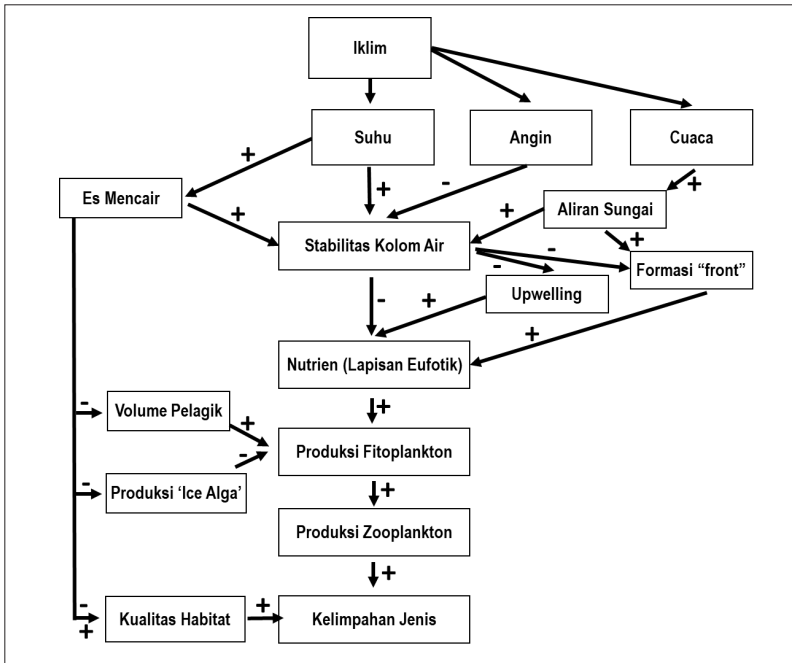 Iklim
Suhu
Angin
Cuaca
+
Es Mencair
+
+
-
+
Aliran Sungai
+
+
Stabilitas Kolom Air
-
-
Formasi “front”
-
+
Upwelling
+
Nutrien (Lapisan Eufotik)
-
Volume Pelagik
+
+
Produksi Fitoplankton
-
-
Produksi ‘Ice Alga’
+
Produksi Zooplankton
+
-
+
Kualitas Habitat
+
Kelimpahan Jenis